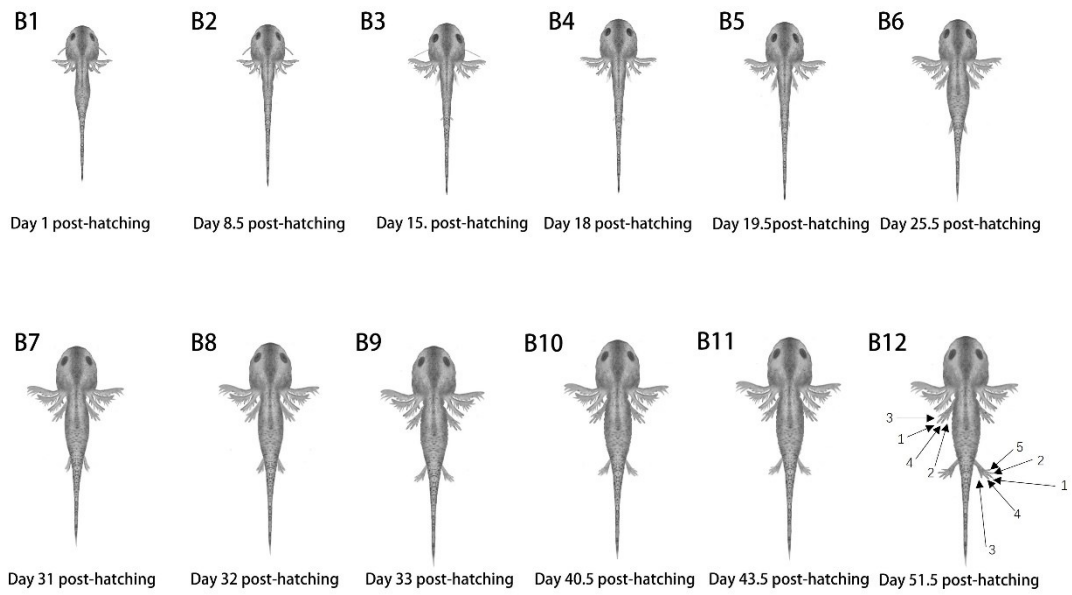 B1 B2 B3 B4 B5 B6
Day 1 post-hatching Day 8.5 post-hatching Day 15. post-hatching Day 18 post-hatching Day 19.5post-hatching Day 25.5 post-hatching
B7 B8 B9 B10 B11 B12
3
1
4
2
5
2
1
4
3
Day 31 post-hatching Day 32 post-hatching Day 33 post-hatching Day 40.5 post-hatching Day 43.5 post-hatching Day 51.5 post-hatching